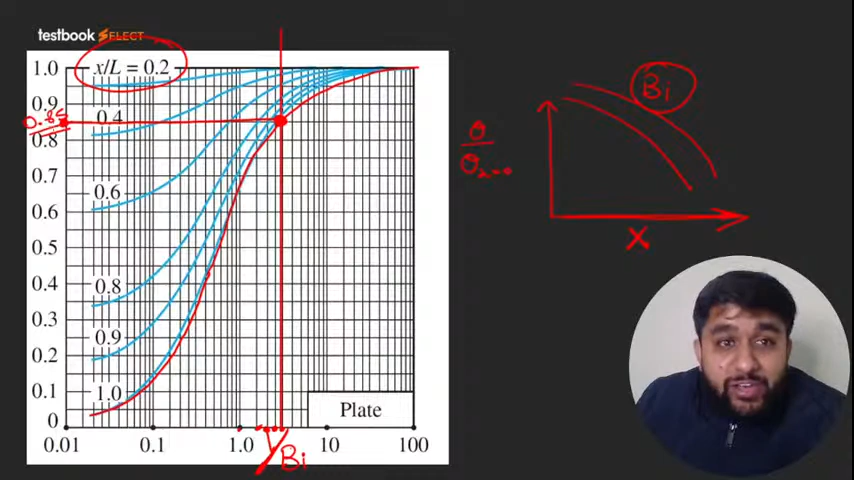 testbook SELECT
x/L = 0.2
1.0
0.9
0.85
0.4
0.8
0.7
0.6
0.6
0.5
0.8
0.4
0.3
0.9
0.2
0.1
1.0
0
Plate
0.01 0.1 1.0 10 100
1/Bi
Bi
θ
θx=0
x